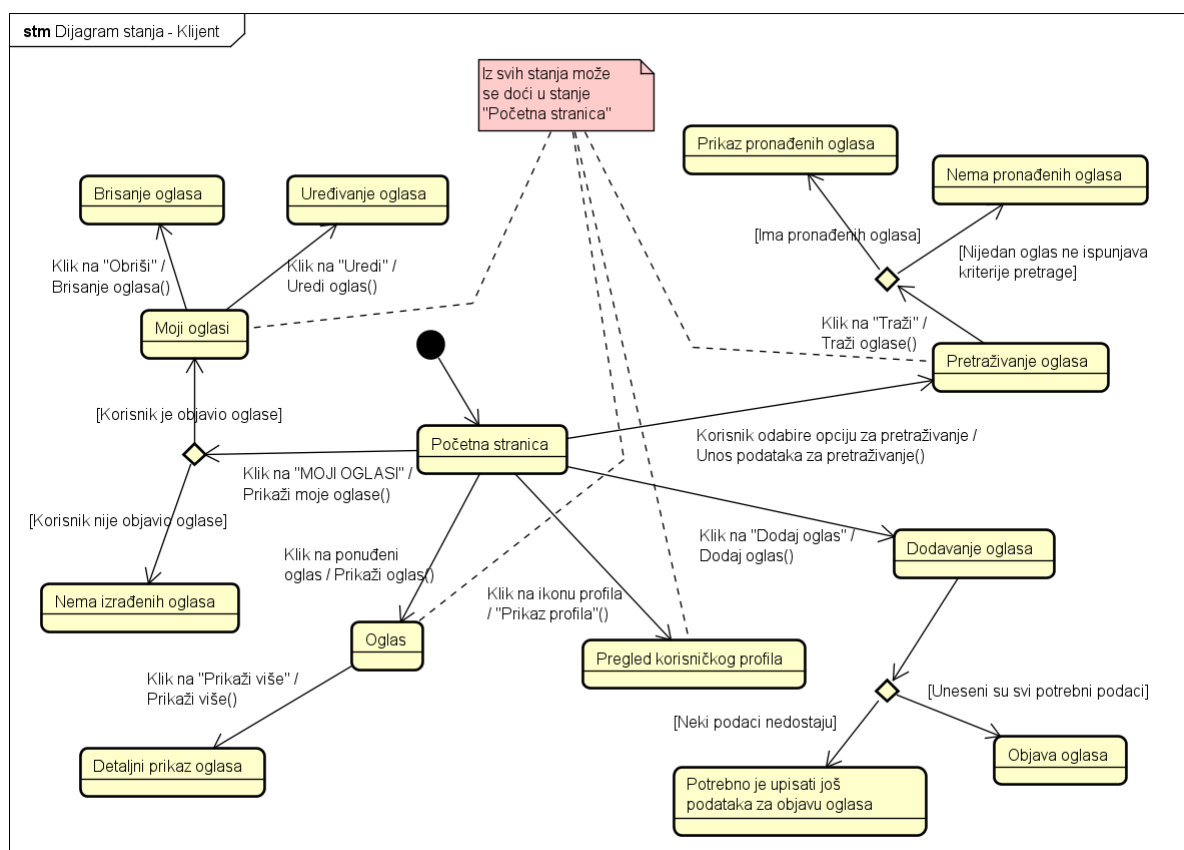 stm Dijagram stanja - Klijent
Iz svih stanja može
se doći u stanje
"Početna stranica"
Prikaz pronađenih oglasa
Nema pronađenih oglasa
Brisanje oglasa
Uređivanje oglasa
[Ima pronađenih oglasa]
[Nijedan oglas ne ispunjava
kriterije pretrage]
Klik na "Obriši" /
Brisanje oglasa()
Klik na "Uredi" /
Uredi oglas()
Moji oglasi
Klik na "Traži" /
Traži oglase()
Pretraživanje oglasa
[Korisnik je objavio oglase]
Početna stranica
Korisnik odabire opciju za pretraživanje /
Unos podataka za pretraživanje()
Klik na "MOJI OGLASI" /
Prikaži moje oglase()
[Korisnik nije objavio oglase]
Klik na "Dodaj oglas" /
Dodaj oglas()
Dodavanje oglasa
Klik na ponuđeni
oglas / Prikaži oglas()
Klik na ikonu profila
/ "Prikaz profila"()
Nema izrađenih oglasa
Oglas
Pregled korisničkog profila
Klik na "Prikaži više" /
Prikaži više()
[Uneseni su svi potrebni podaci]
[Neki podaci nedostaju]
Detaljni prikaz oglasa
Objava oglasa
Potrebno je upisati još
podataka za objavu oglasa